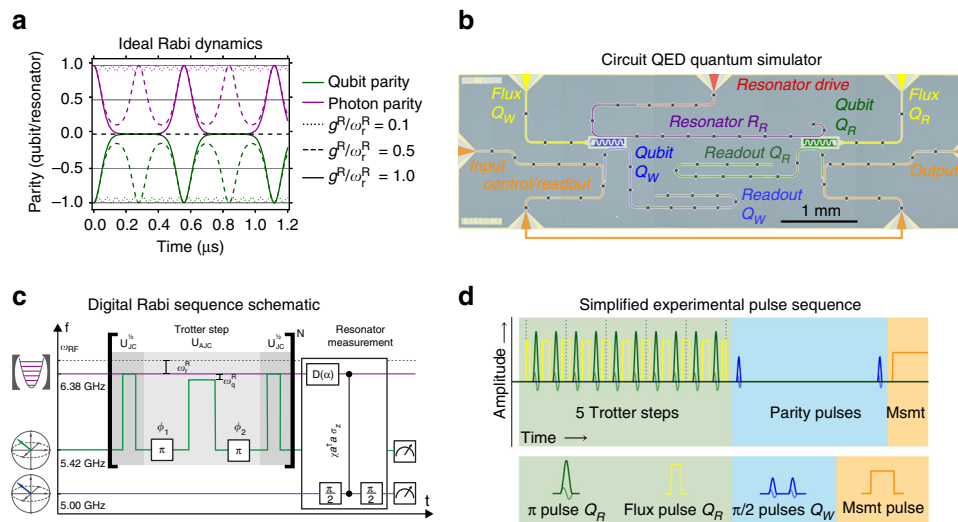 a
Ideal Rabi dynamics
Parity (qubit/resonator)
1.0
0.5
0.0
−0.5
−1.0
0.0 0.2 0.4 0.6 0.8 1.0 1.2
Time (μs)
Qubit parity
Photon parity
g^R/ω_r^R = 0.1
g^R/ω_r^R = 0.5
g^R/ω_r^R = 1.0
b
Circuit QED quantum simulator
Flux
Q_W
Resonator drive
Resonator R_R
Qubit
Q_R
Flux
Q_R
Input
control/readout
Qubit
Q_W
Readout Q_R
Readout
Q_W
Output
1 mm
c
Digital Rabi sequence schematic
f
ω_RF
6.38 GHz
5.42 GHz
5.00 GHz
Trotter step
U_JC^½ U_AJC U_JC^½
N
ω_r^R
ω_q^R
ϕ_1 ϕ_2
π π
Resonator
measurement
D(α)
χa†a σ_z
π/2 π/2
t
d
Simplified experimental pulse sequence
Amplitude
Time
5 Trotter steps
Parity pulses
Msmt
π pulse Q_R
Flux pulse Q_R
π/2 pulses Q_W
Msmt pulse